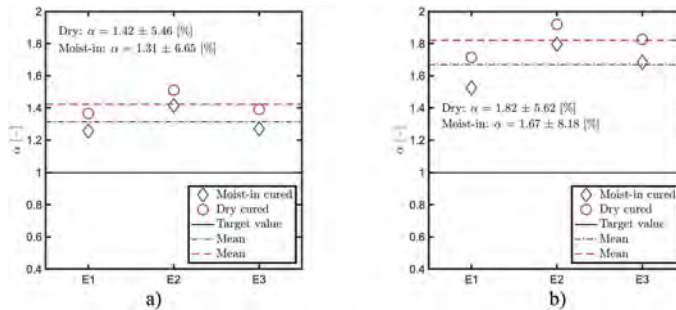 2
1.8
1.6
1.4
1.2
1
0.8
0.6
0.4
α [-]
Dry: α = 1.42 ± 5.46 [%]
Moist-in: α = 1.31 ± 6.65 [%]
Moist-in cured
Dry cured
Target value
Mean
Mean
E1 E2 E3
a)
2
1.8
1.6
1.4
1.2
1
0.8
0.6
0.4
α [-]
Dry: α = 1.82 ± 5.62 [%]
Moist-in: α = 1.67 ± 8.18 [%]
Moist-in cured
Dry cured
Target value
Mean
Mean
E1 E2 E3
b)